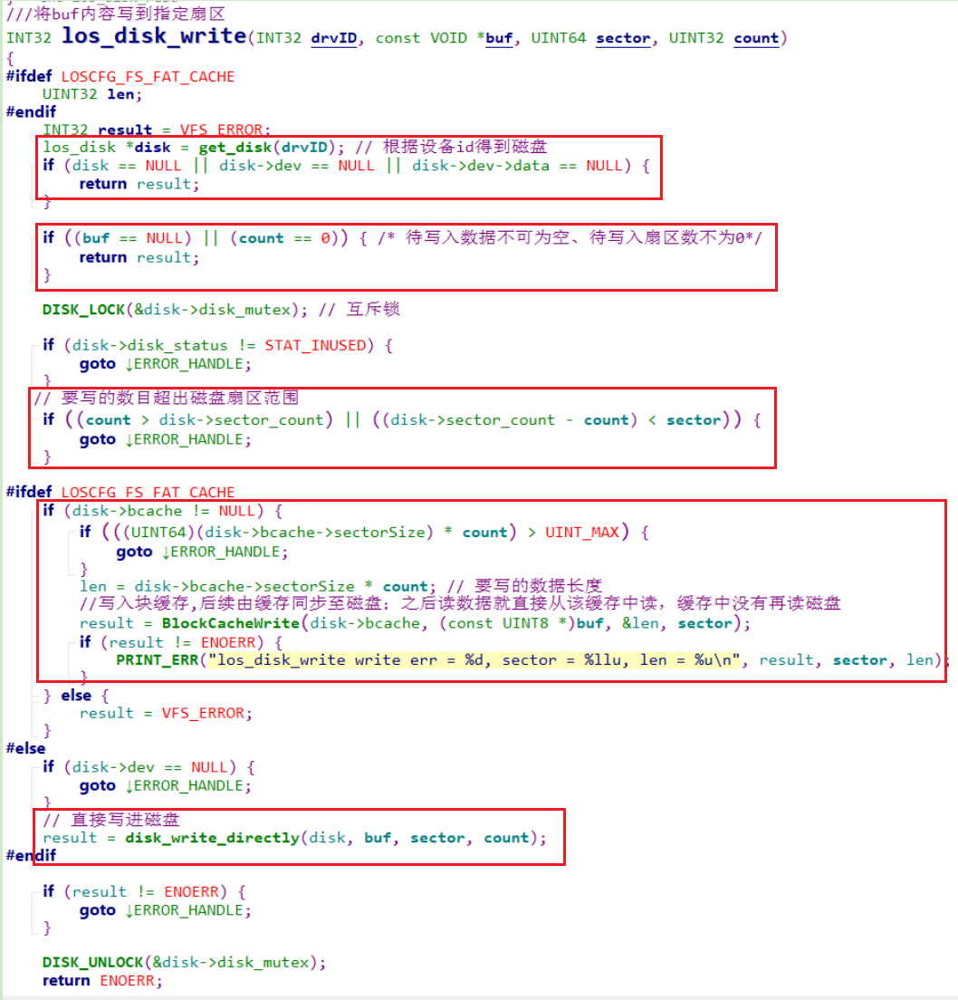 ///将buf内容写到指定扇区
INT32 los_disk_write(INT32 drvID, const VOID *buf, UINT64 sector, UINT32 count)
{
#ifdef LOSCFG_FS_FAT_CACHE
    UINT32 len;
#endif
    INT32 result = VFS_ERROR;
    los_disk *disk = get_disk(drvID); // 根据设备id得到磁盘
    if (disk == NULL || disk->dev == NULL || disk->dev->data == NULL) {
        return result;
    }
    if ((buf == NULL) || (count == 0)) { /* 待写入数据不可为空、待写入扇区数不为0*/
        return result;
    }
    DISK_LOCK(&disk->disk_mutex); // 互斥锁
    if (disk->disk_status != STAT_INUSED) {
        goto ↓ERROR_HANDLE;
    }
// 要写的数目超出磁盘扇区范围
    if ((count > disk->sector_count) || ((disk->sector_count - count) < sector)) {
        goto ↓ERROR_HANDLE;
    }
#ifdef LOSCFG_FS_FAT_CACHE
    if (disk->bcache != NULL) {
        if (((UINT64)(disk->bcache->sectorSize) * count) > UINT_MAX) {
            goto ↓ERROR_HANDLE;
        }
        len = disk->bcache->sectorSize * count; // 要写的数据长度
        //写入块缓存,后续由缓存同步至磁盘；之后读数据就直接从该缓存中读，缓存中没有再读磁盘
        result = BlockCacheWrite(disk->bcache, (const UINT8 *)buf, &len, sector);
        if (result != ENOERR) {
            PRINT_ERR("los_disk_write write err = %d, sector = %llu, len = %u\n", result, sector, len);
        }
    } else {
        result = VFS_ERROR;
    }
#else
    if (disk->dev == NULL) {
        goto ↓ERROR_HANDLE;
    }
    // 直接写进磁盘
    result = disk_write_directly(disk, buf, sector, count);
#endif
    if (result != ENOERR) {
        goto ↓ERROR_HANDLE;
    }
    DISK_UNLOCK(&disk->disk_mutex);
    return ENOERR;